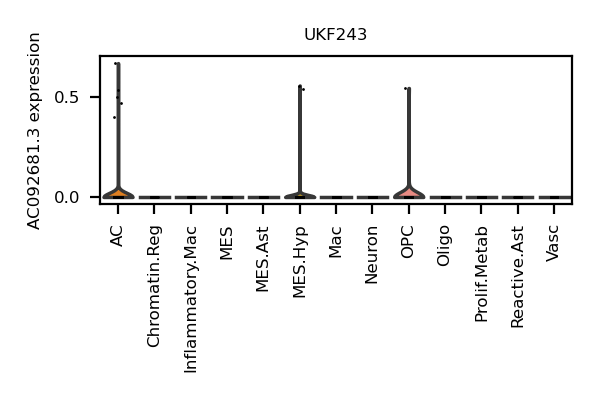 UKF243
AC092681.3 expression
0.5
0.0
AC
Chromatin.Reg
Inflammatory.Mac
MES
MES.Ast
MES.Hyp
Mac
Neuron
OPC
Oligo
Prolif.Metab
Reactive.Ast
Vasc